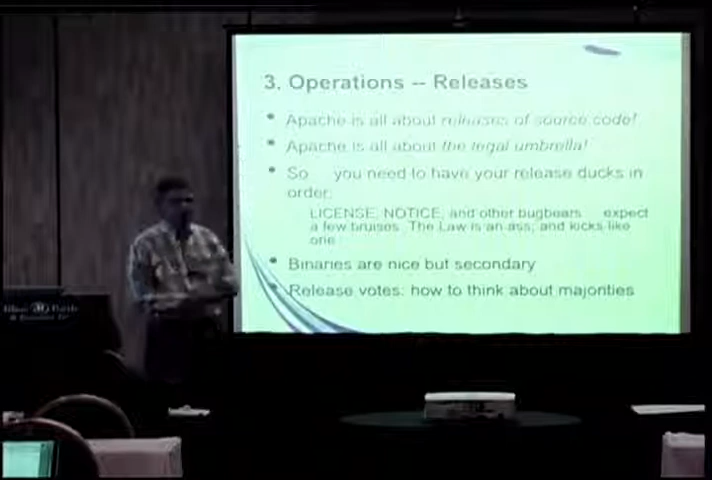 3. Operations -- Releases
• Apache is all about releases of source code!
• Apache is all about the legal umbrella!
• So you need to have your release ducks in
order:
LICENSE, NOTICE, and other bugbears expect
a few bruises. The Law is an ass, and kicks like
one
• Binaries are nice but secondary
• Release votes: how to think about majorities